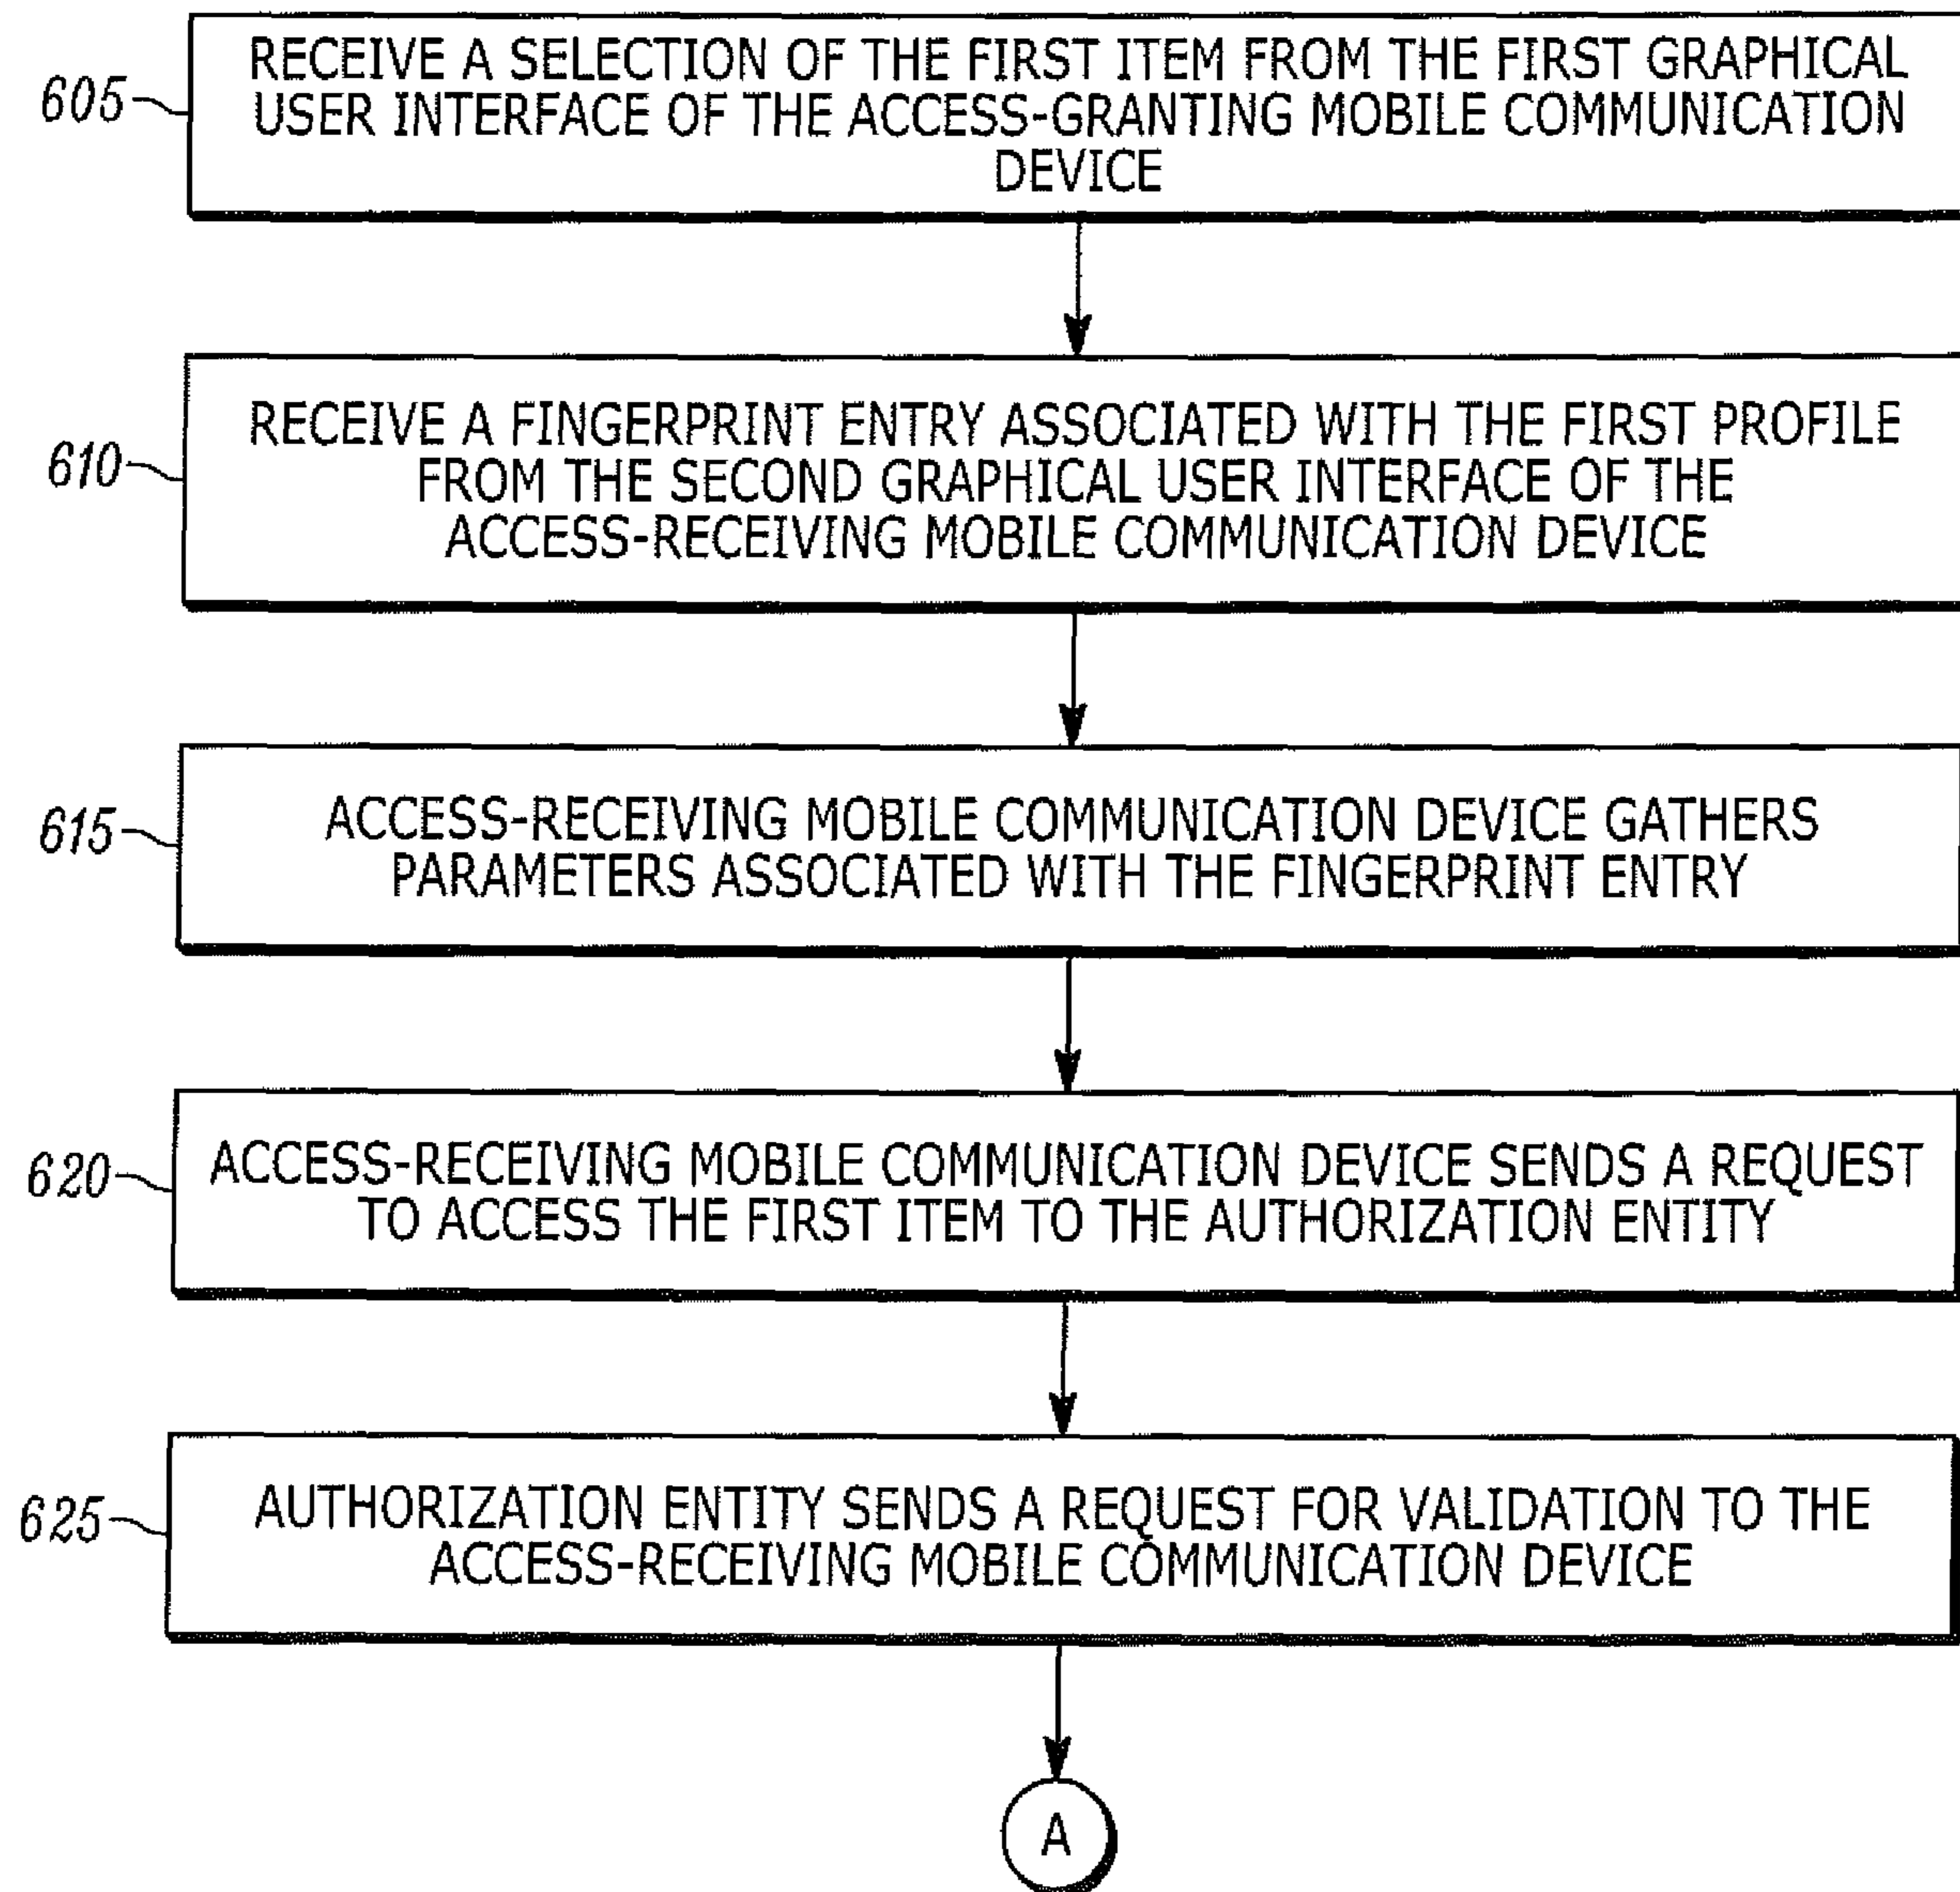 605
RECEIVE A SELECTION OF THE FIRST ITEM FROM THE FIRST GRAPHICAL
USER INTERFACE OF THE ACCESS-GRANTING MOBILE COMMUNICATION
DEVICE
610
RECEIVE A FINGERPRINT ENTRY ASSOCIATED WITH THE FIRST PROFILE
FROM THE SECOND GRAPHICAL USER INTERFACE OF THE
ACCESS-RECEIVING MOBILE COMMUNICATION DEVICE
615
ACCESS-RECEIVING MOBILE COMMUNICATION DEVICE GATHERS
PARAMETERS ASSOCIATED WITH THE FINGERPRINT ENTRY
620
ACCESS-RECEIVING MOBILE COMMUNICATION DEVICE SENDS A REQUEST
TO ACCESS THE FIRST ITEM TO THE AUTHORIZATION ENTITY
625
AUTHORIZATION ENTITY SENDS A REQUEST FOR VALIDATION TO THE
ACCESS-RECEIVING MOBILE COMMUNICATION DEVICE
A